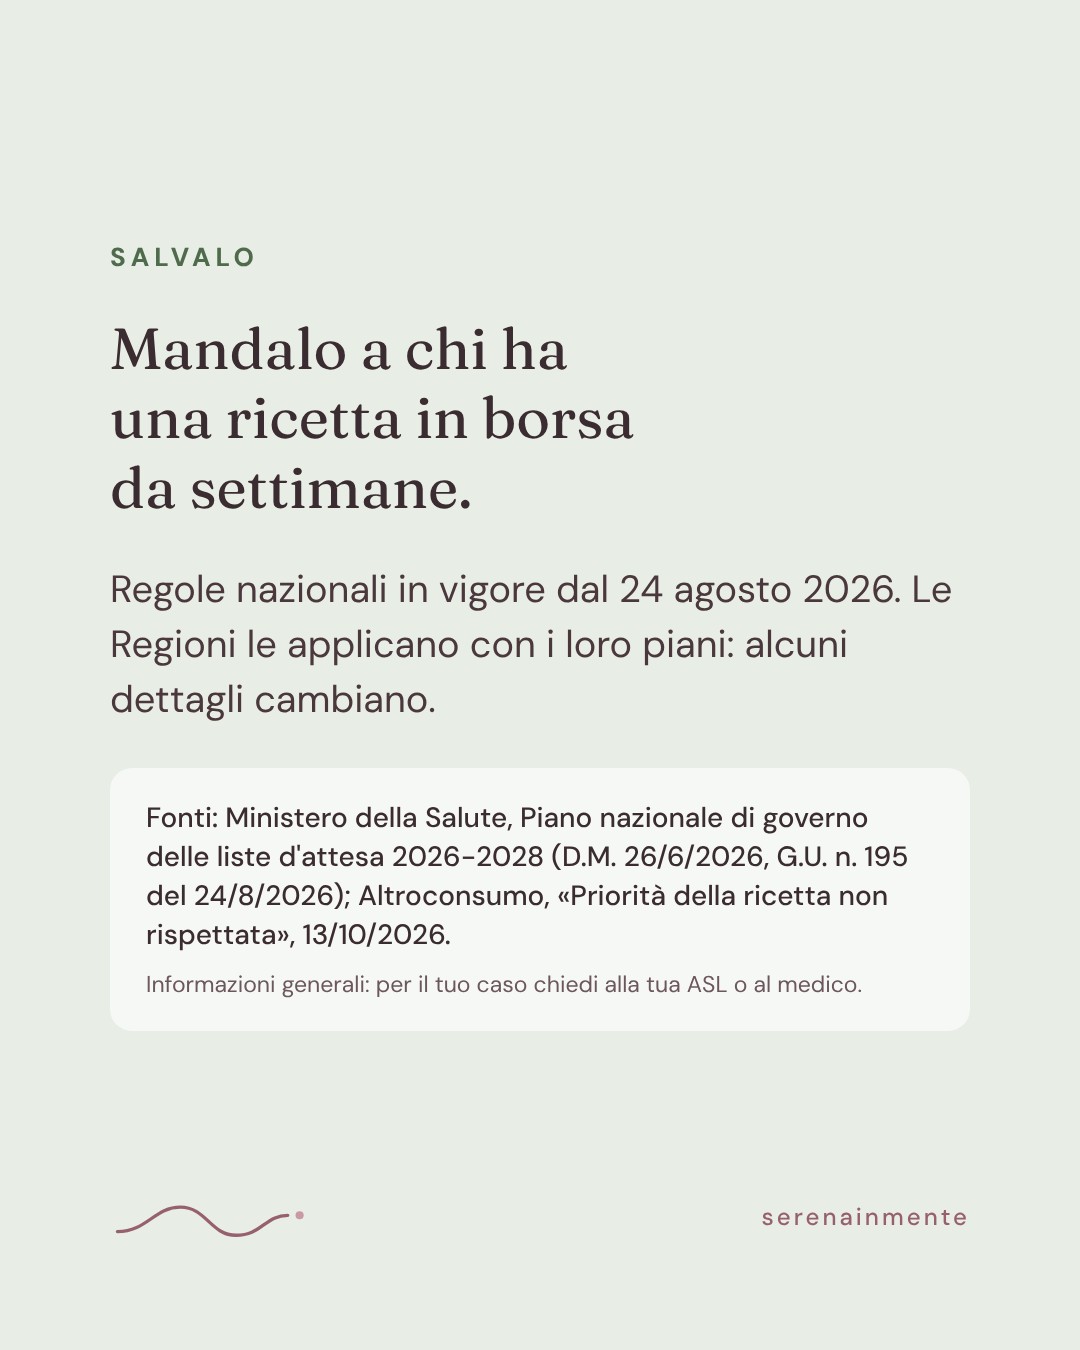 SALVALO
Mandalo a chi ha
una ricetta in borsa
da settimane.
Regole nazionali in vigore dal 24 agosto 2026. Le
Regioni le applicano con i loro piani: alcuni
dettagli cambiano.
Fonti: Ministero della Salute, Piano nazionale di governo
delle liste d'attesa 2026-2028 (D.M. 26/6/2026, G.U. n. 195
del 24/8/2026); Altroconsumo, «Priorità della ricetta non
rispettata», 13/10/2026.
Informazioni generali: per il tuo caso chiedi alla tua ASL o al medico.
serenainmente